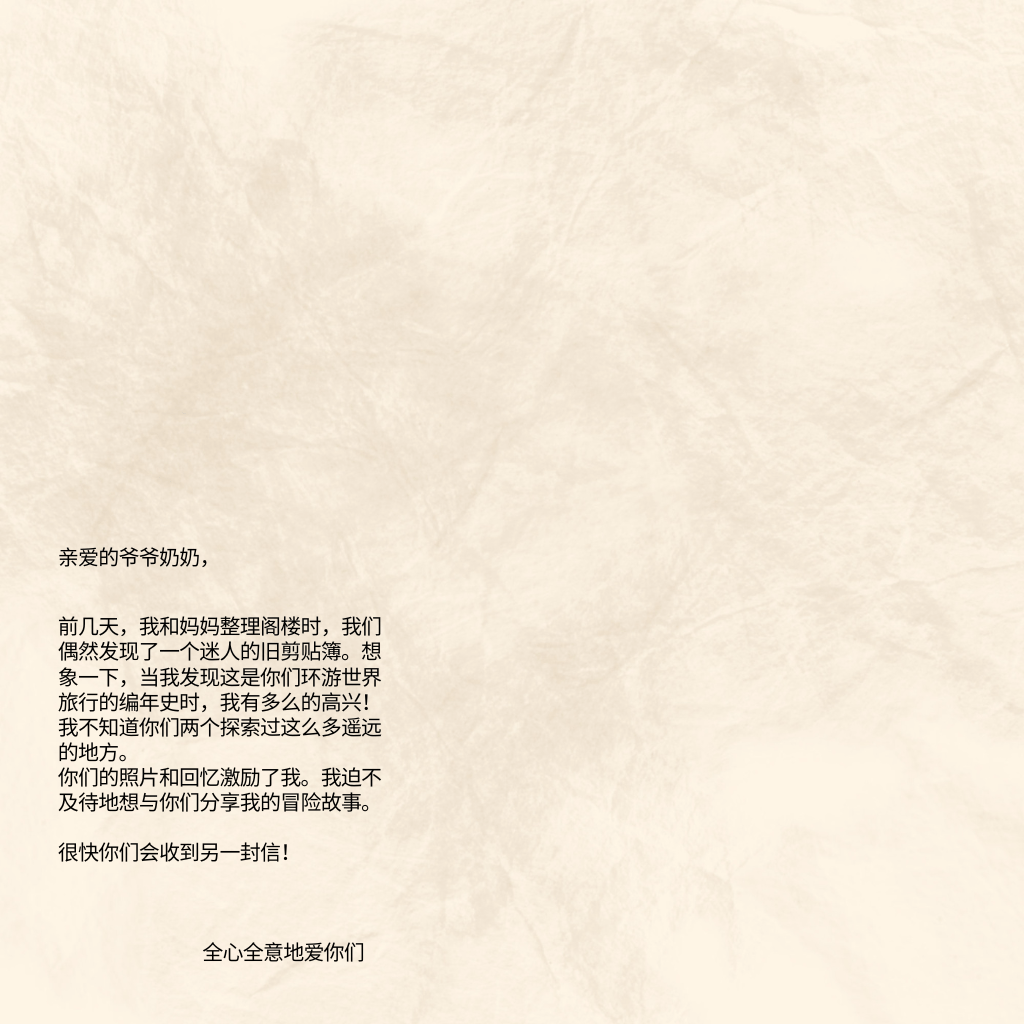 亲爱的爷爷奶奶，
前几天，我和妈妈整理阁楼时，我们
偶然发现了一个迷人的旧剪贴簿。想
象一下，当我发现这是你们环游世界
旅行的编年史时，我有多么的高兴！
我不知道你们两个探索过这么多遥远
的地方。
你们的照片和回忆激励了我。我迫不
及待地想与你们分享我的冒险故事。
很快你们会收到另一封信！
全心全意地爱你们